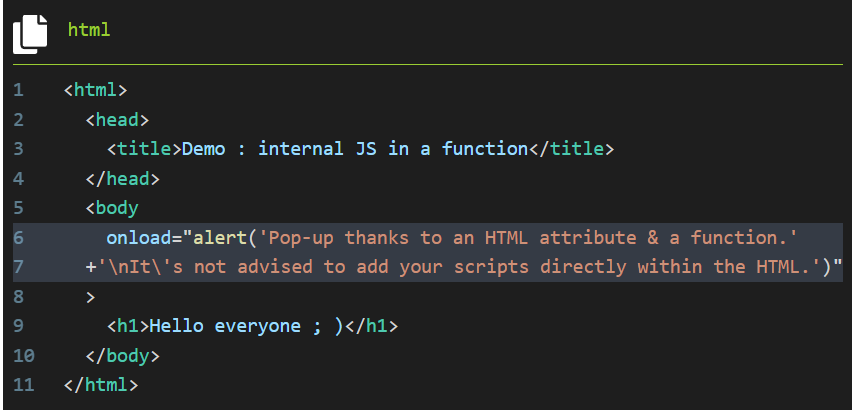 html
1 <html>
2 <head>
3 <title>Demo : internal JS in a function</title>
4 </head>
5 <body
6 onload="alert('Pop-up thanks to an HTML attribute & a function.'
7 +'\nIt\'s not advised to add your scripts directly within the HTML.')"
8 >
9 <h1>Hello everyone ; )</h1>
10 </body>
11 </html>